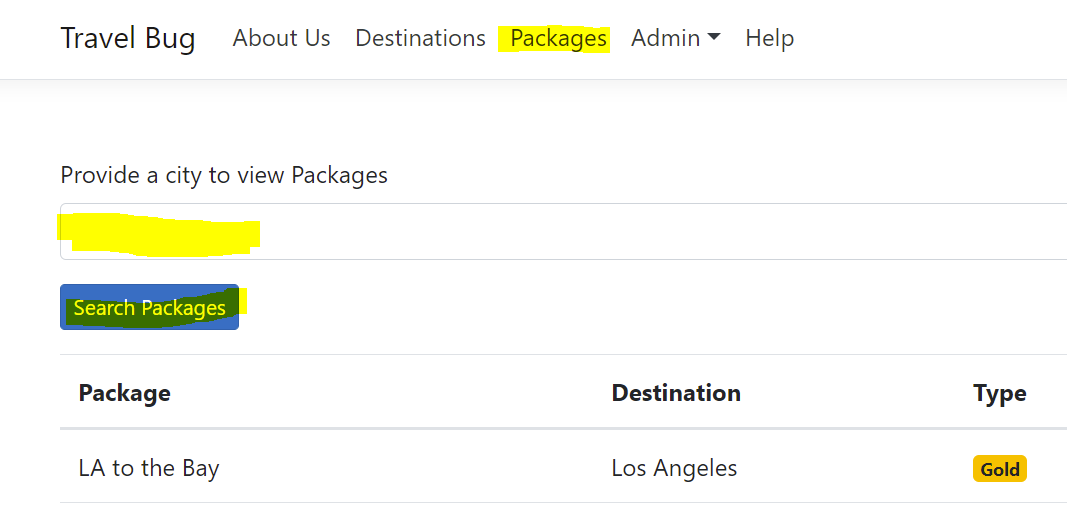 Travel Bug About Us Destinations Packages Admin Help
Provide a city to view Packages
Search Packages
Package Destination Type
LA to the Bay Los Angeles Gold